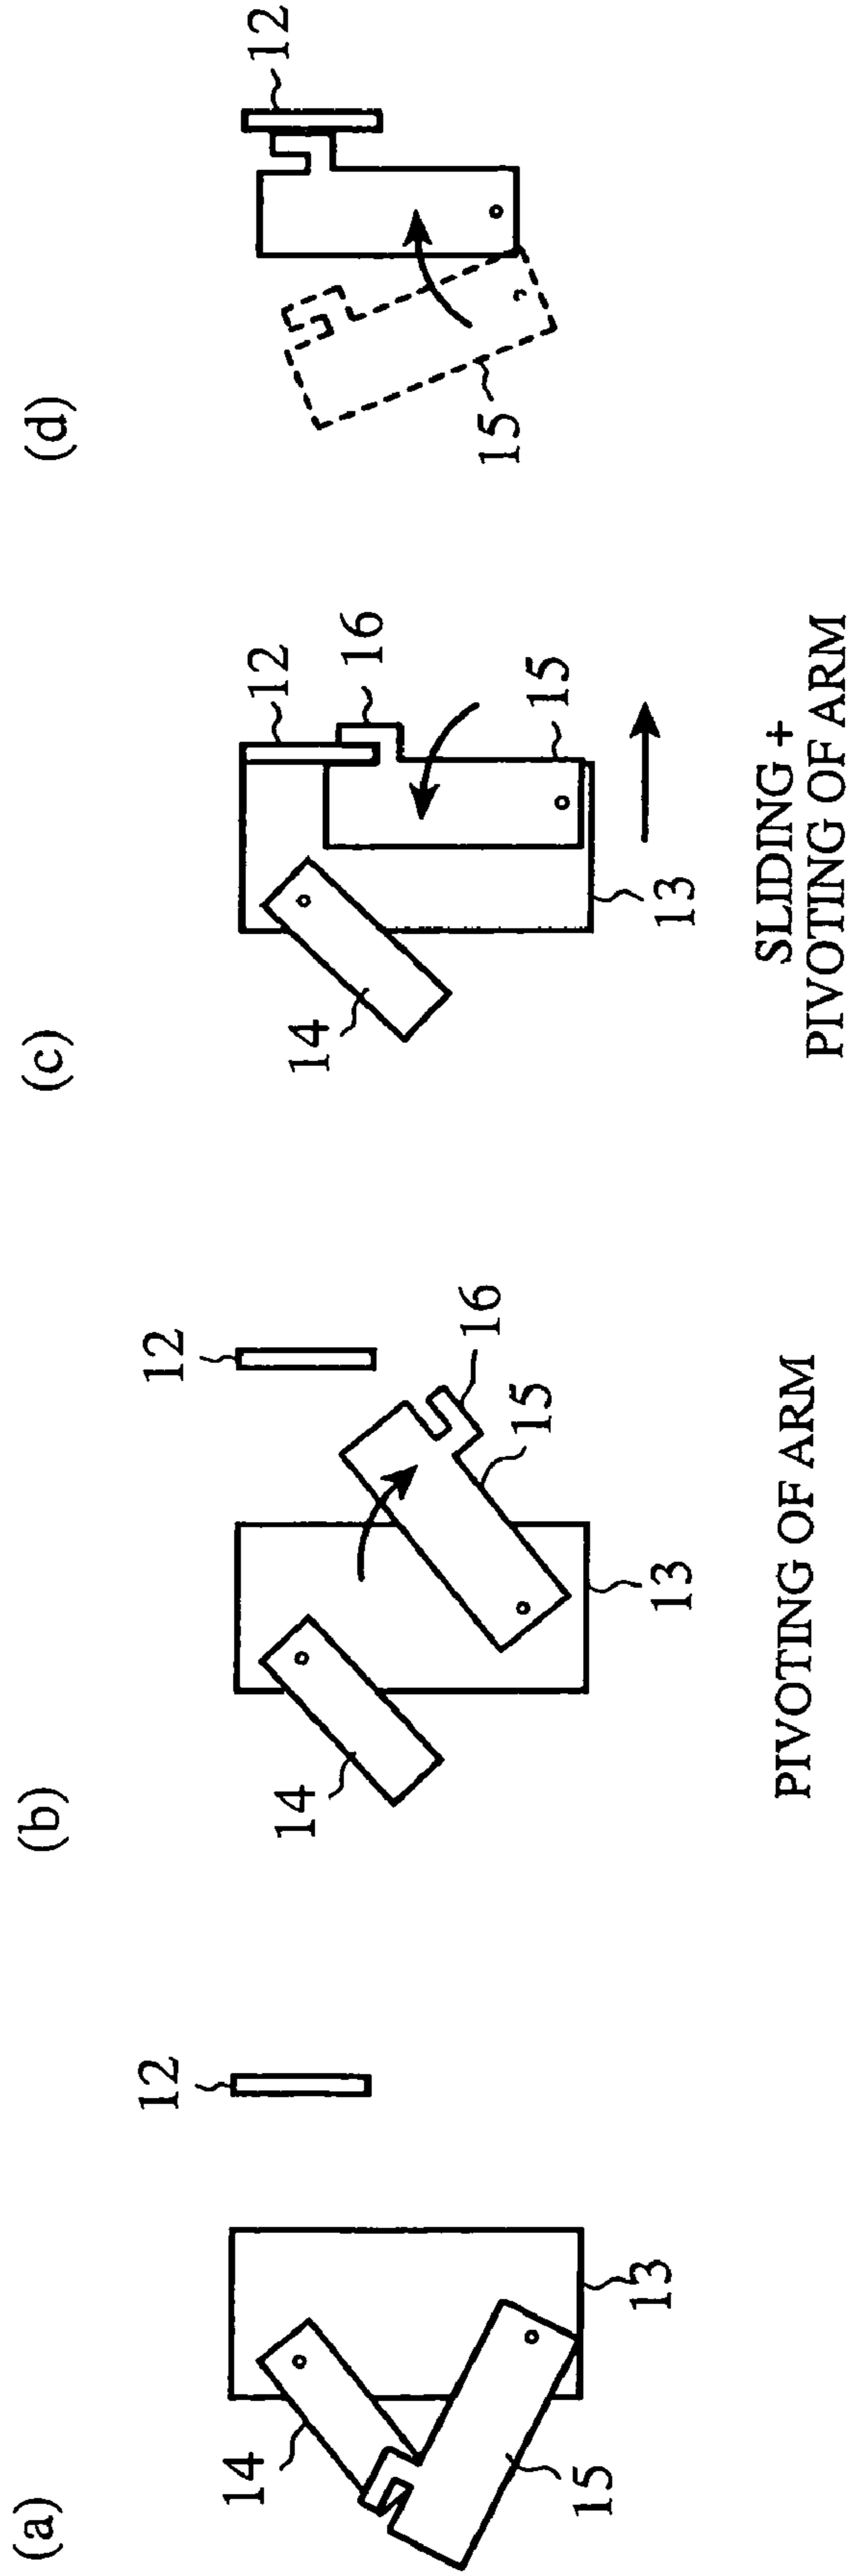 (a)
12
14
15
13
(b)
12
16
15
14
13
PIVOTING OF ARM
(c)
12
16
15
14
13
SLIDING +
PIVOTING OF ARM
(d)
12
15